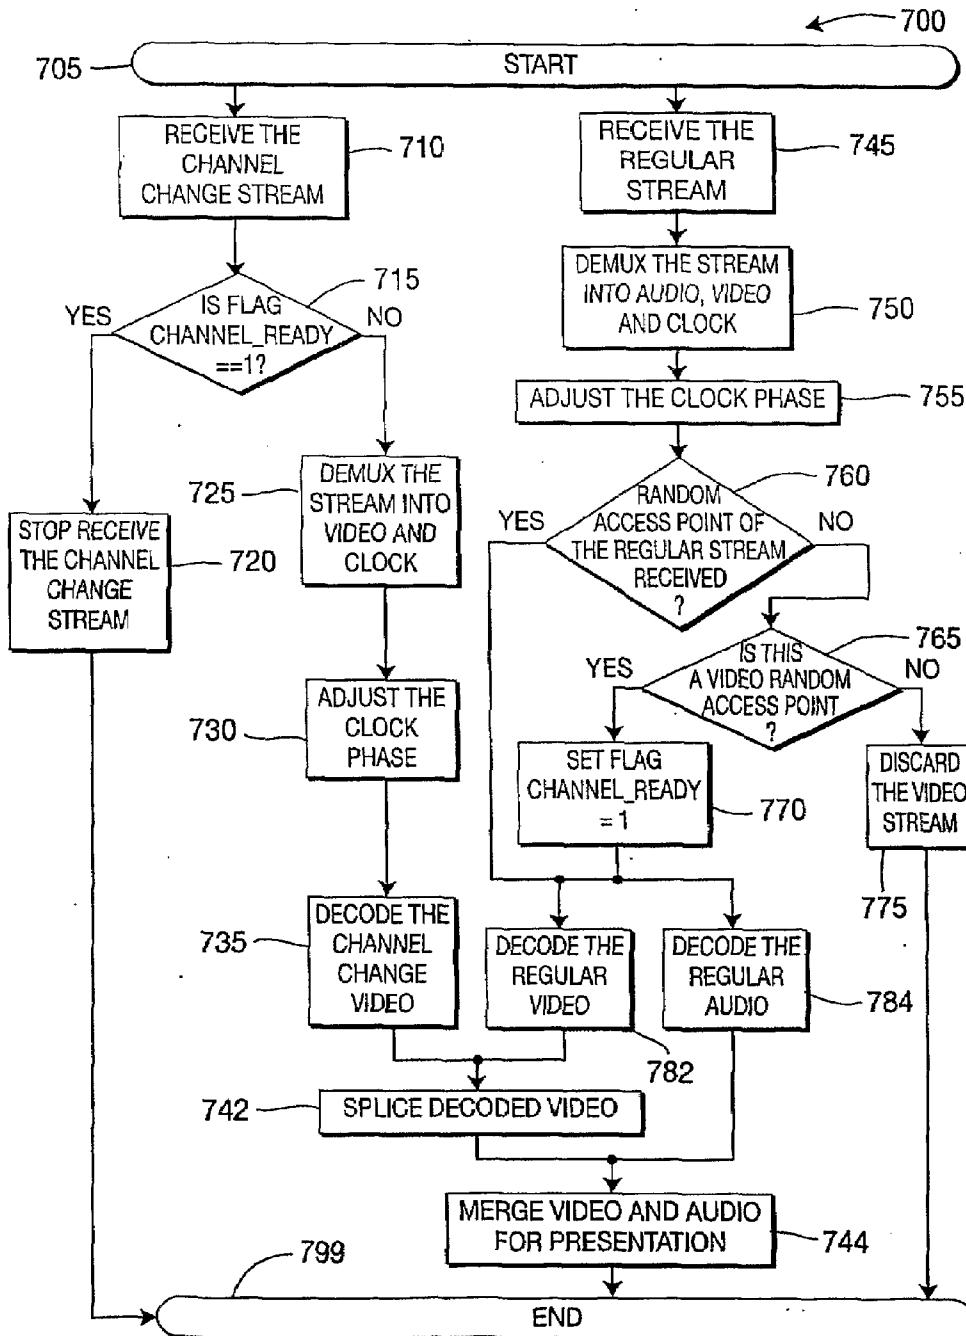 700
705
START
RECEIVE THE
CHANNEL
CHANGE STREAM
710
RECEIVE THE
REGULAR
STREAM
745
715
YES
IS FLAG
CHANNEL_READY
==1?
NO
DEMUX THE STREAM
INTO AUDIO, VIDEO
AND CLOCK
750
ADJUST THE CLOCK PHASE
755
STOP RECEIVE
THE CHANNEL
CHANGE
STREAM
720
725
DEMUX THE
STREAM INTO
VIDEO AND
CLOCK
760
YES
RANDOM
ACCESS POINT OF
THE REGULAR STREAM
RECEIVED
?
NO
765
YES
IS THIS
A VIDEO RANDOM
ACCESS POINT
?
NO
730
ADJUST THE
CLOCK
PHASE
SET FLAG
CHANNEL_READY
= 1
770
DISCARD
THE VIDEO
STREAM
775
735
DECODE THE
CHANNEL
CHANGE
VIDEO
DECODE THE
REGULAR
VIDEO
782
DECODE THE
REGULAR
AUDIO
784
742
SPLICE DECODED VIDEO
MERGE VIDEO AND AUDIO
FOR PRESENTATION
744
799
END